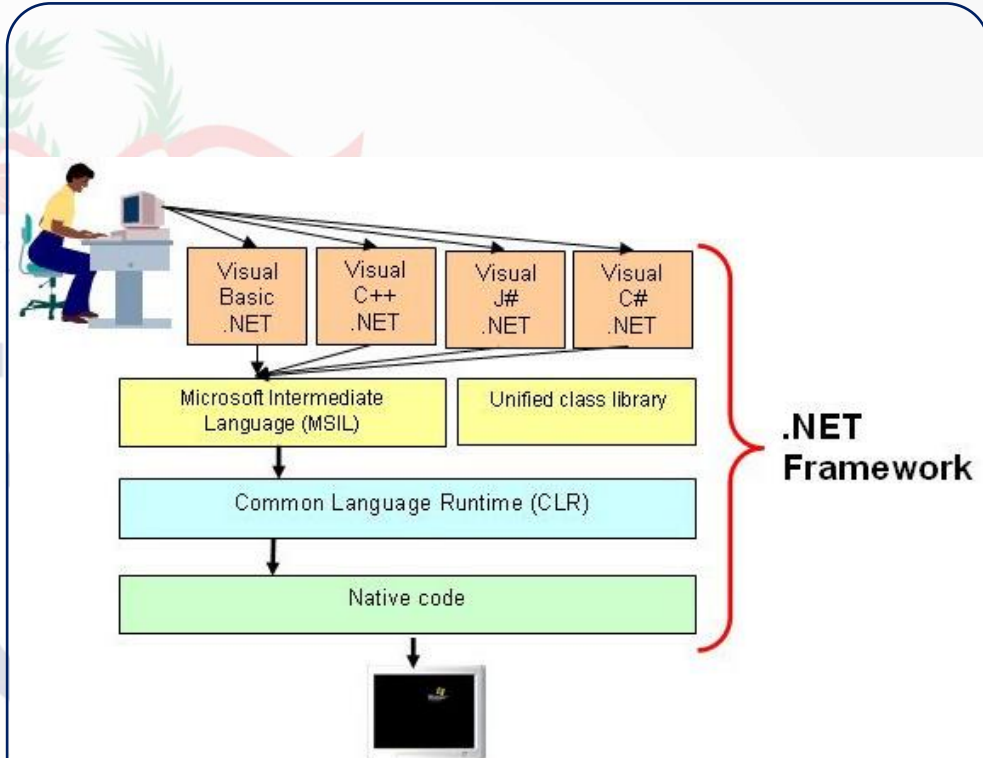 Visual
Basic
.NET
Visual
C++
.NET
Visual
J#
.NET
Visual
C#
.NET
Microsoft Intermediate
Language (MSIL)
Unified class library
.NET
Framework
Common Language Runtime (CLR)
Native code